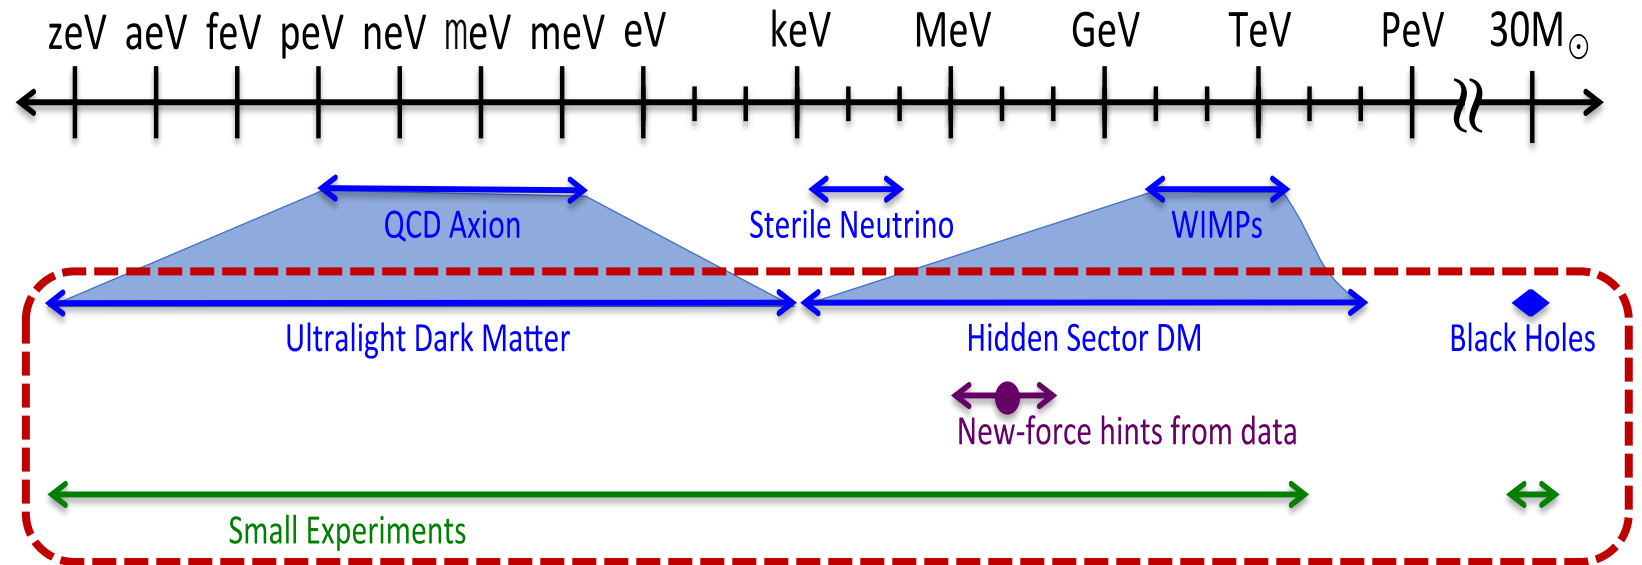 zeV aeV feV peV neV meV meV eV keV MeV GeV TeV PeV 30M☉
QCD Axion Sterile Neutrino WIMPs
Ultralight Dark Matter Hidden Sector DM Black Holes
New-force hints from data
Small Experiments